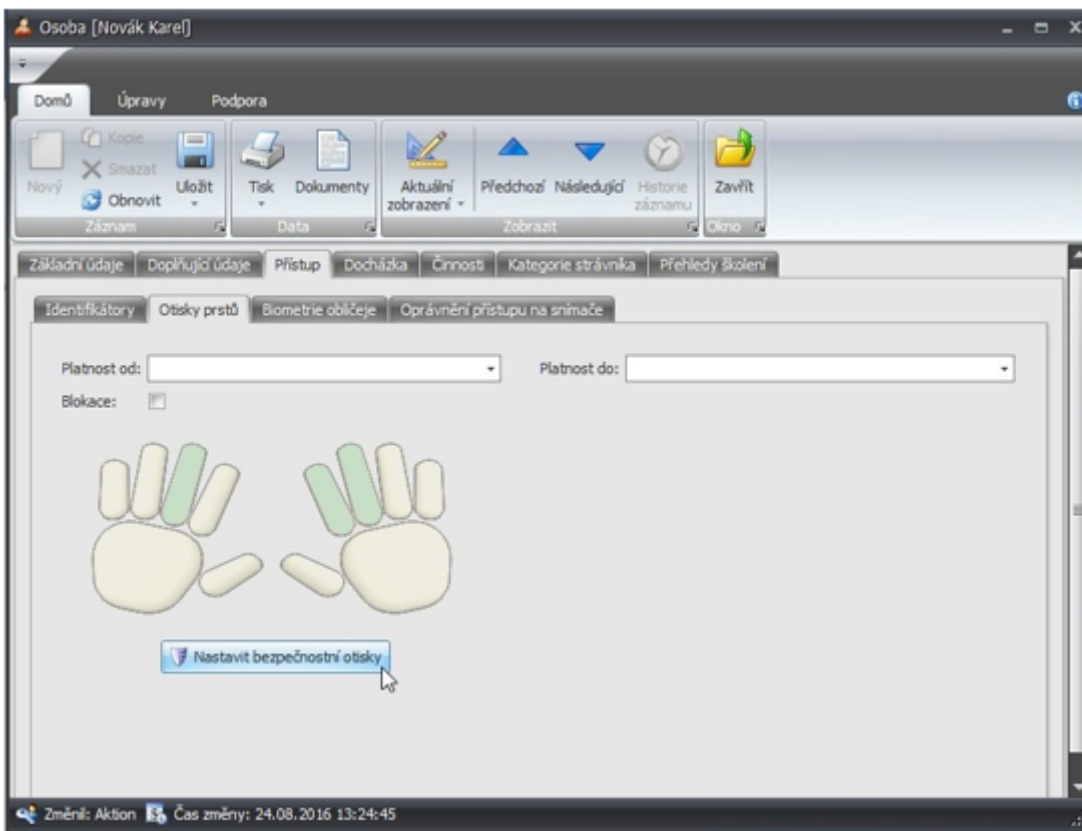 Osoba [Novák Karel]
Domů Úpravy Podpora
Nový Kopie Smazat Obnovit Uložit Tisk Dokumenty Aktuální zobrazení Předchozí Následující Historie záznamu Zavřít
Záznam Data Zobrazit Okno
Základní údaje Doplňující údaje Přístup Docházka Činnosti Kategorie strávníka Přehledy školení
Identifikátory Otisky prstů Biometrie obličeje Oprávnění přístupu na snímače
Platnost od: Platnost do:
Blokace:
Nastavit bezpečnostní otisky
Změnil: Aktion Čas změny: 24.08.2016 13:24:45